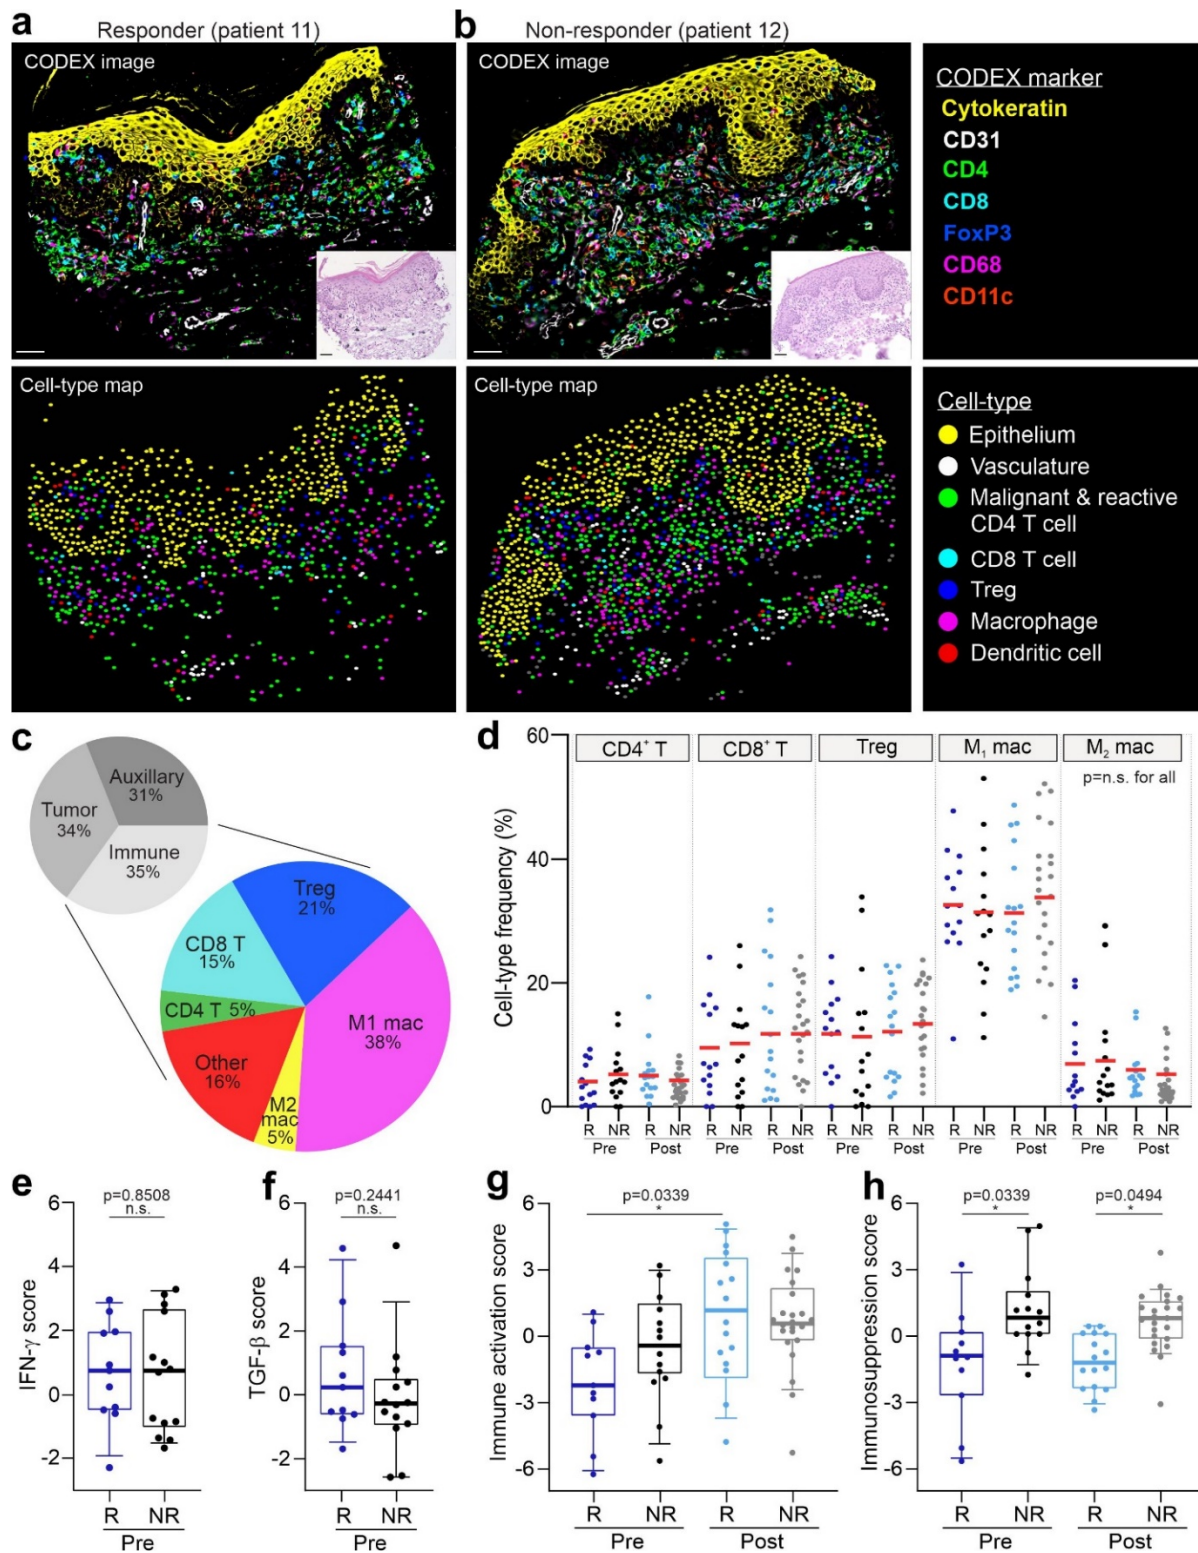 a
Responder (patient 11)
CODEX image
b
Non-responder (patient 12)
CODEX image
CODEX marker
Cytokeratin
CD31
CD4
CD8
FoxP3
CD68
CD11c
Cell-type map
Cell-type map
Cell-type
Epithelium
Vasculature
Malignant & reactive
CD4 T cell
CD8 T cell
Treg
Macrophage
Dendritic cell
c
Auxillary
31%
Tumor
34%
Immune
35%
Treg
21%
CD8 T
15%
CD4 T 5%
M1 mac
38%
Other
16%
M2
mac
5%
d
Cell-type frequency (%)
60
40
20
0
CD4⁺ T
CD8⁺ T
Treg
M₁ mac
M₂ mac
p=n.s. for all
R NR R NR R NR R NR R NR R NR R NR R NR R NR R NR
Pre Post Pre Post Pre Post Pre Post Pre Post
e
p=0.8508
n.s.
IFN-γ score
6
4
2
0
-2
R NR
Pre
f
p=0.2441
n.s.
TGF-β score
6
4
2
0
-2
R NR
Pre
g
p=0.0339
*
Immune activation score
6
3
0
-3
-6
R NR R NR
Pre Post
h
p=0.0339
*
p=0.0494
*
Immunosuppression score
6
3
0
-3
-6
R NR R NR
Pre Post